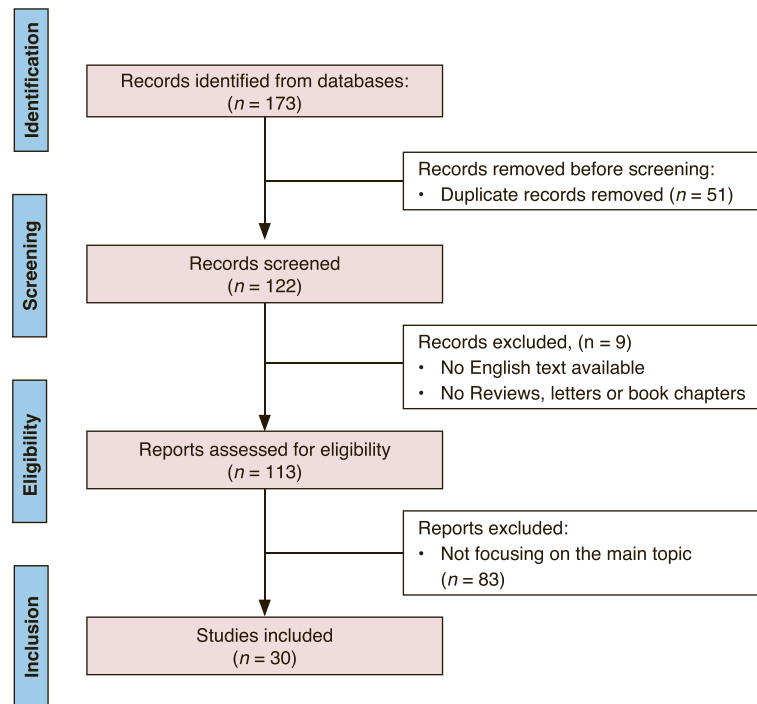 Identification
Records identified from databases:
(n = 173)
Records removed before screening:
• Duplicate records removed (n = 51)
Screening
Records screened
(n = 122)
Records excluded, (n = 9)
• No English text available
• No Reviews, letters or book chapters
Eligibility
Reports assessed for eligibility
(n = 113)
Reports excluded:
• Not focusing on the main topic
(n = 83)
Inclusion
Studies included
(n = 30)